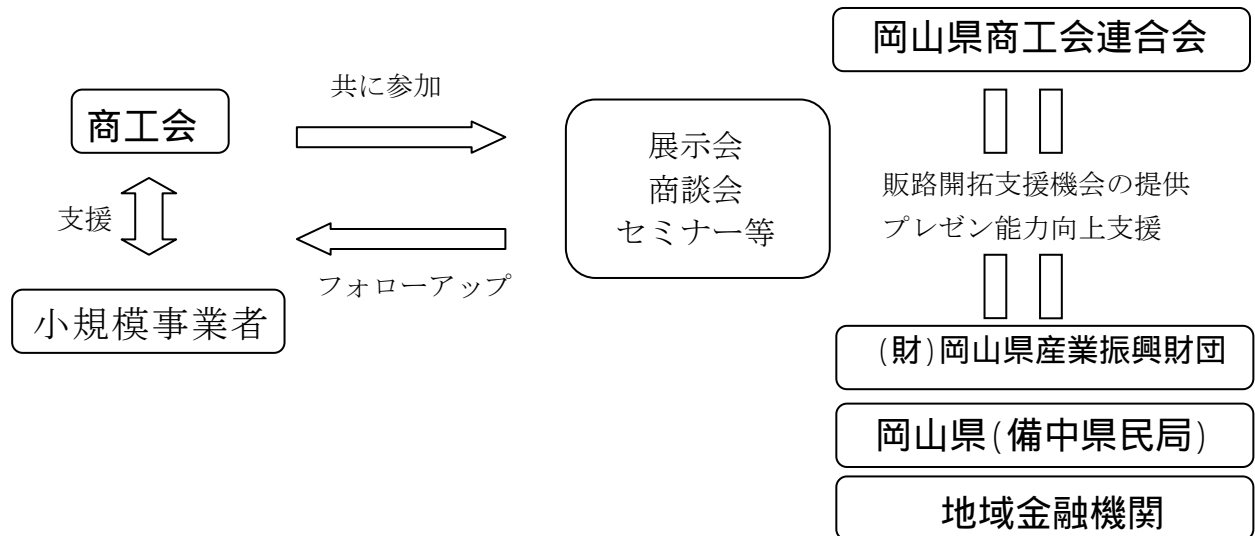 岡山県商工会連合会
共に参加
商工会
展示会
商談会
セミナー等
販路開拓支援機会の提供
プレゼン能力向上支援
支援
フォローアップ
小規模事業者
(財)岡山県産業振興財団
岡山県(備中県民局)
地域金融機関